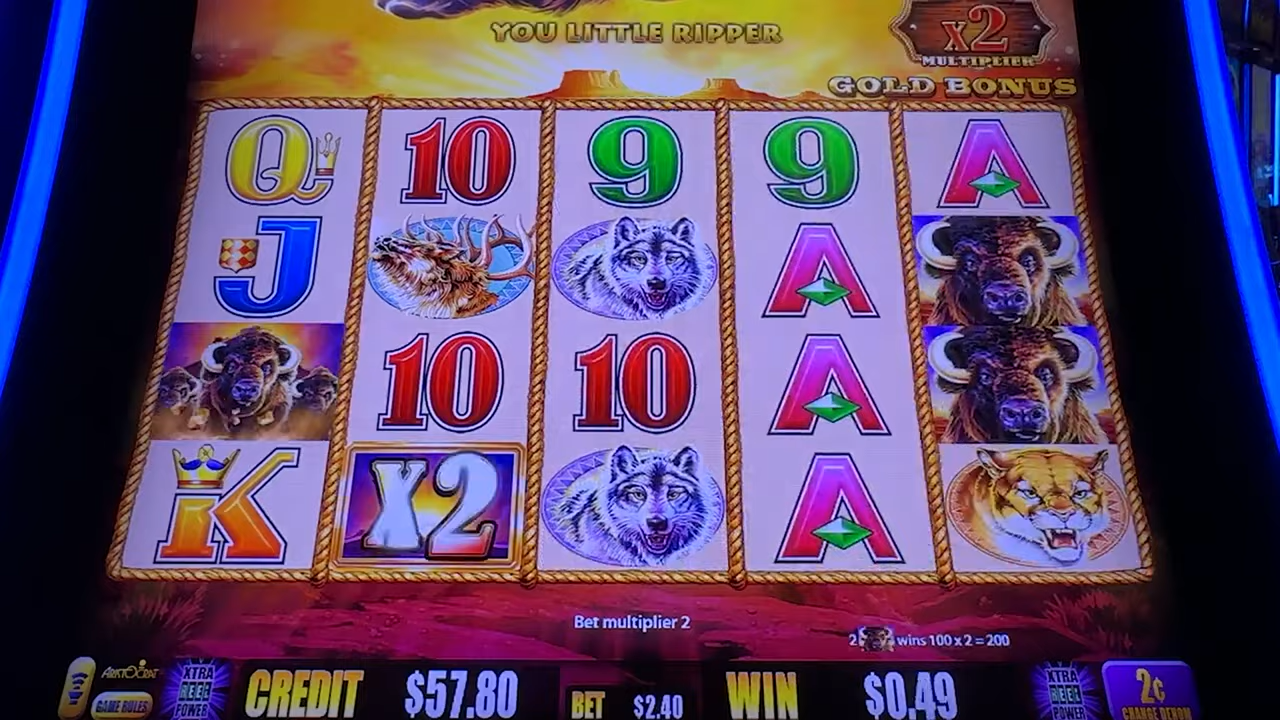 YOU LITTLE RIPPER
x2
MULTIPLIER
GOLD BONUS
Q 10 9 9 A
J A
10 10 A
K X2 A
Bet multiplier 2
2 wins 100 x 2 = 200
ARISTOCRAT
GAME RULES
XTRA
REEL
POWER
CREDIT $57.80
BET $2.40
WIN $0.49
XTRA
REEL
POWER
2¢
CHANGE DENOM